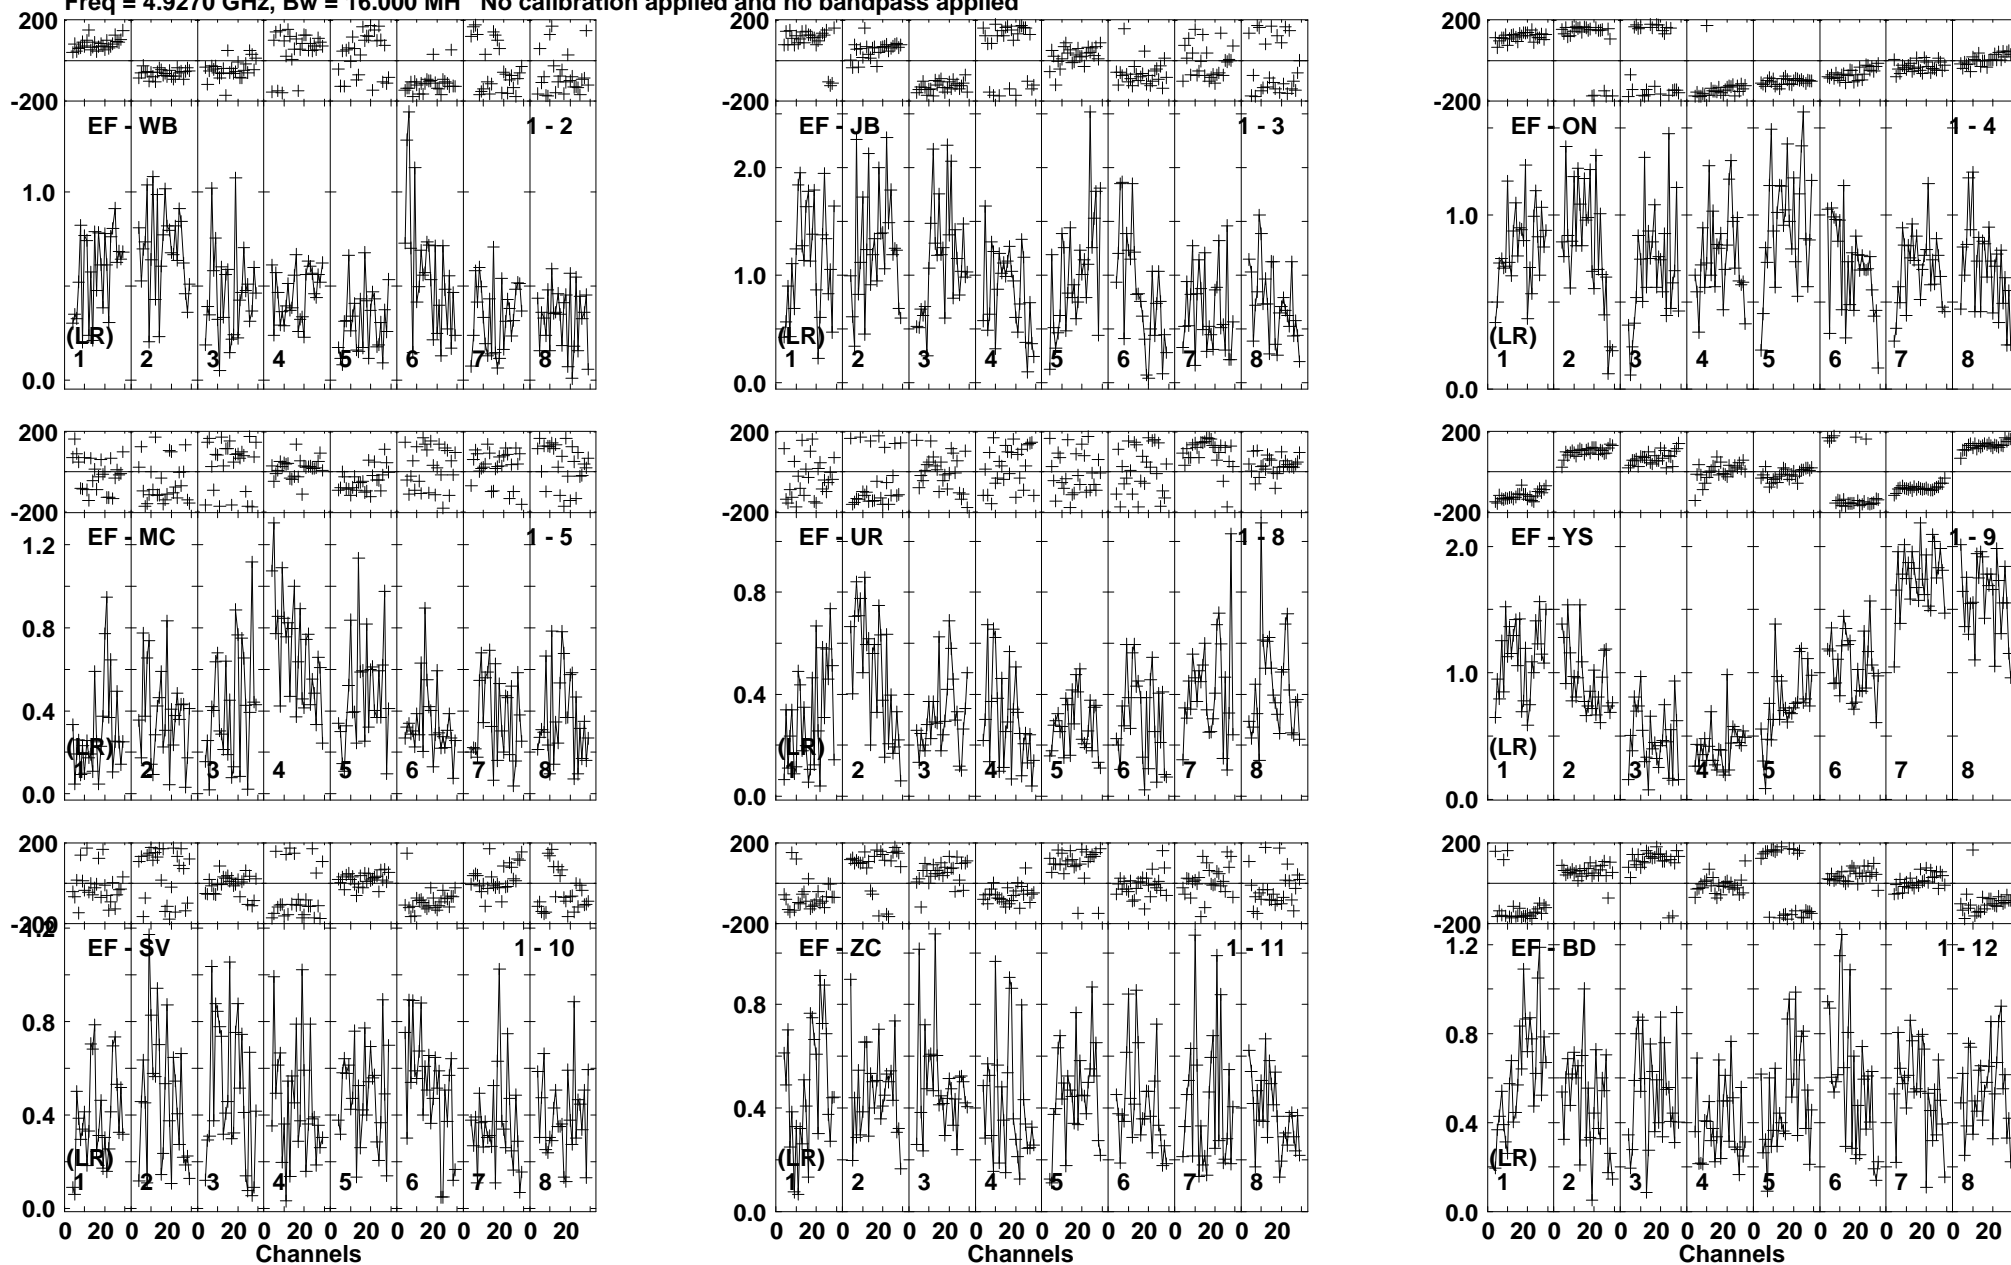 Freq = 4.9270 GHz, Bw = 16.000 MH No calibration applied and no bandpass applied
200 200 200
-200 -200 -200
EF - WB 1 - 2 EF - JB 1 - 3 EF - ON 1 - 4
1.0 2.0 1.0
1.0
(LR) (LR) (LR)
1 2 3 4 5 6 7 8 1 2 3 4 5 6 7 8 1 2 3 4 5 6 7 8
0.0 0.0 0.0
200 200 200
-200 -200 -200
EF - MC 1 - 5 EF - UR 1 - 8 EF - YS 1 - 9
1.2 0.8 2.0
0.8 0.4 1.0
0.4
(LR) (LR) (LR)
1 2 3 4 5 6 7 8 1 2 3 4 5 6 7 8 1 2 3 4 5 6 7 8
0.0 0.0 0.0
200 200 200
-200 -200 -200
1.2 EF - SV 1 - 10 EF - ZC 1 - 11 1.2 EF - BD 1 - 12
0.8 0.8 0.8
0.4 0.4 0.4
(LR) (LR) (LR)
1 2 3 4 5 6 7 8 1 2 3 4 5 6 7 8 1 2 3 4 5 6 7 8
0.0 0.0 0.0
0 20 0 20 0 20 0 20 0 20 0 20 0 20 0 20 0 20 0 20 0 20 0 20 0 20 0 20 0 20 0 20 0 20 0 20 0 20 0 20 0 20 0 20 0 20 0 20
Channels Channels Channels